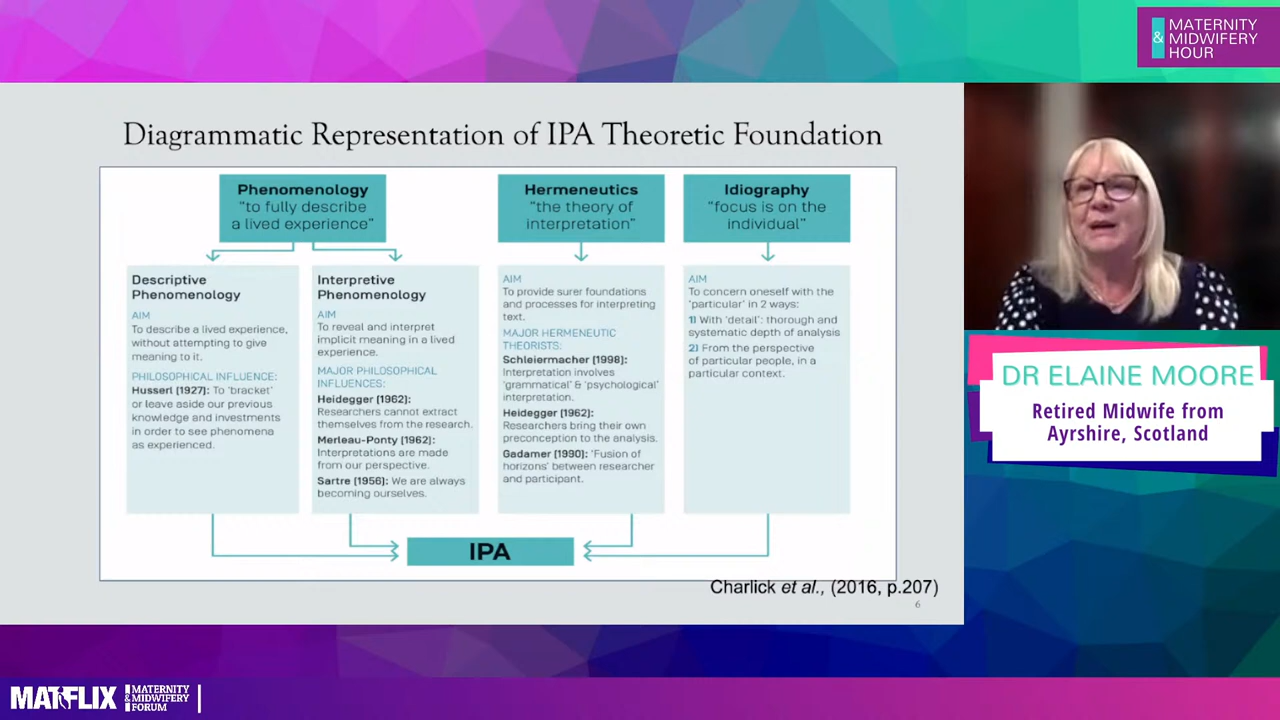 MATERNITY
& MIDWIFERY
HOUR
Diagrammatic Representation of IPA Theoretic Foundation
Phenomenology
"to fully describe
a lived experience"
Hermeneutics
"the theory of
interpretation"
Idiography
"focus is on the
individual"
Descriptive
Phenomenology
AIM
To describe a lived experience,
without attempting to give
meaning to it.
PHILOSOPHICAL INFLUENCE:
Husserl (1927): To 'bracket'
or leave aside our previous
knowledge and investments
in order to see phenomena
as experienced.
Interpretive
Phenomenology
AIM
To reveal and interpret
implicit meaning in a lived
experience.
MAJOR PHILOSOPHICAL
INFLUENCES:
Heidegger (1962):
Researchers cannot extract
themselves from the research.
Merleau-Ponty (1962):
Interpretations are made
from our perspective.
Sartre (1956): We are always
becoming ourselves.
AIM
To provide surer foundations
and processes for interpreting
text.
MAJOR HERMENEUTIC
THEORISTS:
Schleiermacher (1998):
Interpretation involves
'grammatical' & 'psychological'
interpretation.
Heidegger (1962):
Researchers bring their own
preconception to the analysis.
Gadamer (1990): 'Fusion of
horizons' between researcher
and participant.
AIM
To concern oneself with the
'particular' in 2 ways:
1) With 'detail': thorough and
systematic depth of analysis
2) From the perspective
of particular people, in a
particular context.
IPA
Charlick et al., (2016, p.207)
6
DR ELAINE MOORE
Retired Midwife from
Ayrshire, Scotland
MATFLIX
MATERNITY
& MIDWIFERY
FORUM